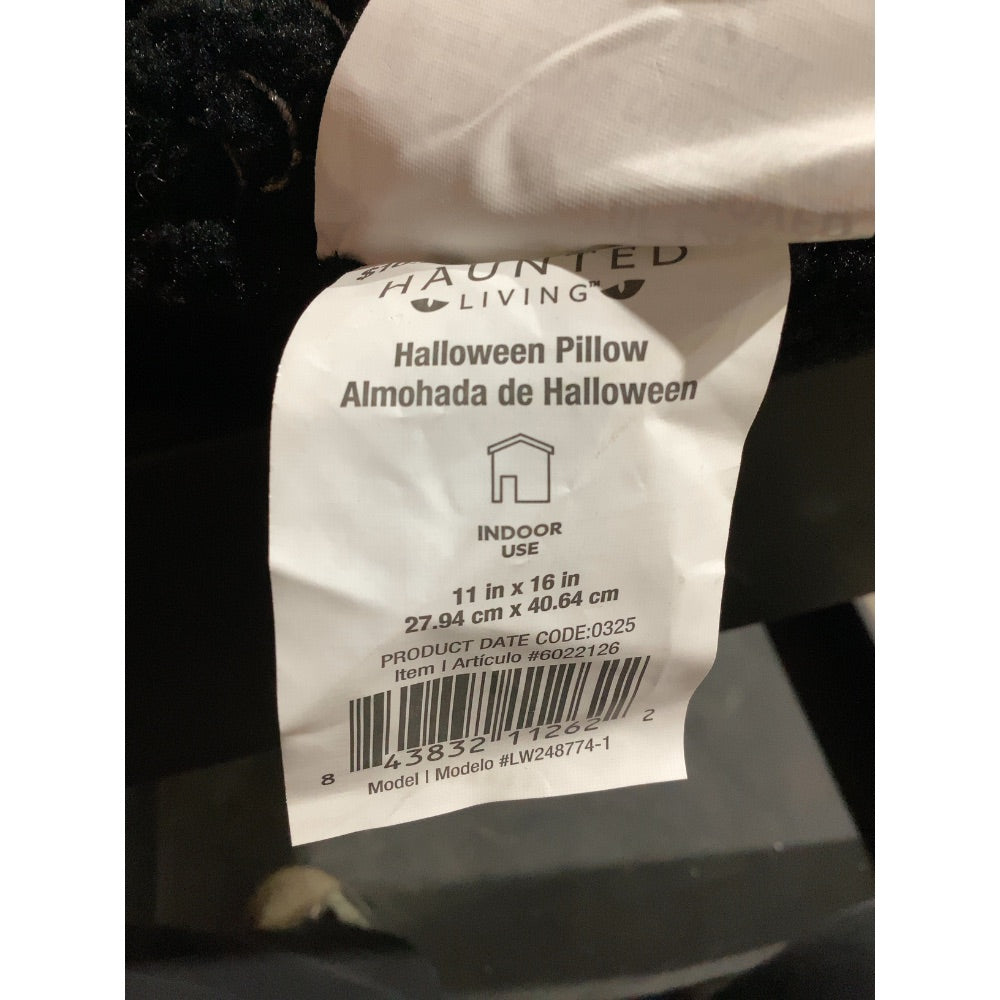 HAUNTED
LIVING™
Halloween Pillow
Almohada de Halloween
INDOOR
USE
11 in x 16 in
27.94 cm x 40.64 cm
PRODUCT DATE CODE:0325
Item | Artículo #6022126
8 43832 11262 2
Model | Modelo #LW248774-1